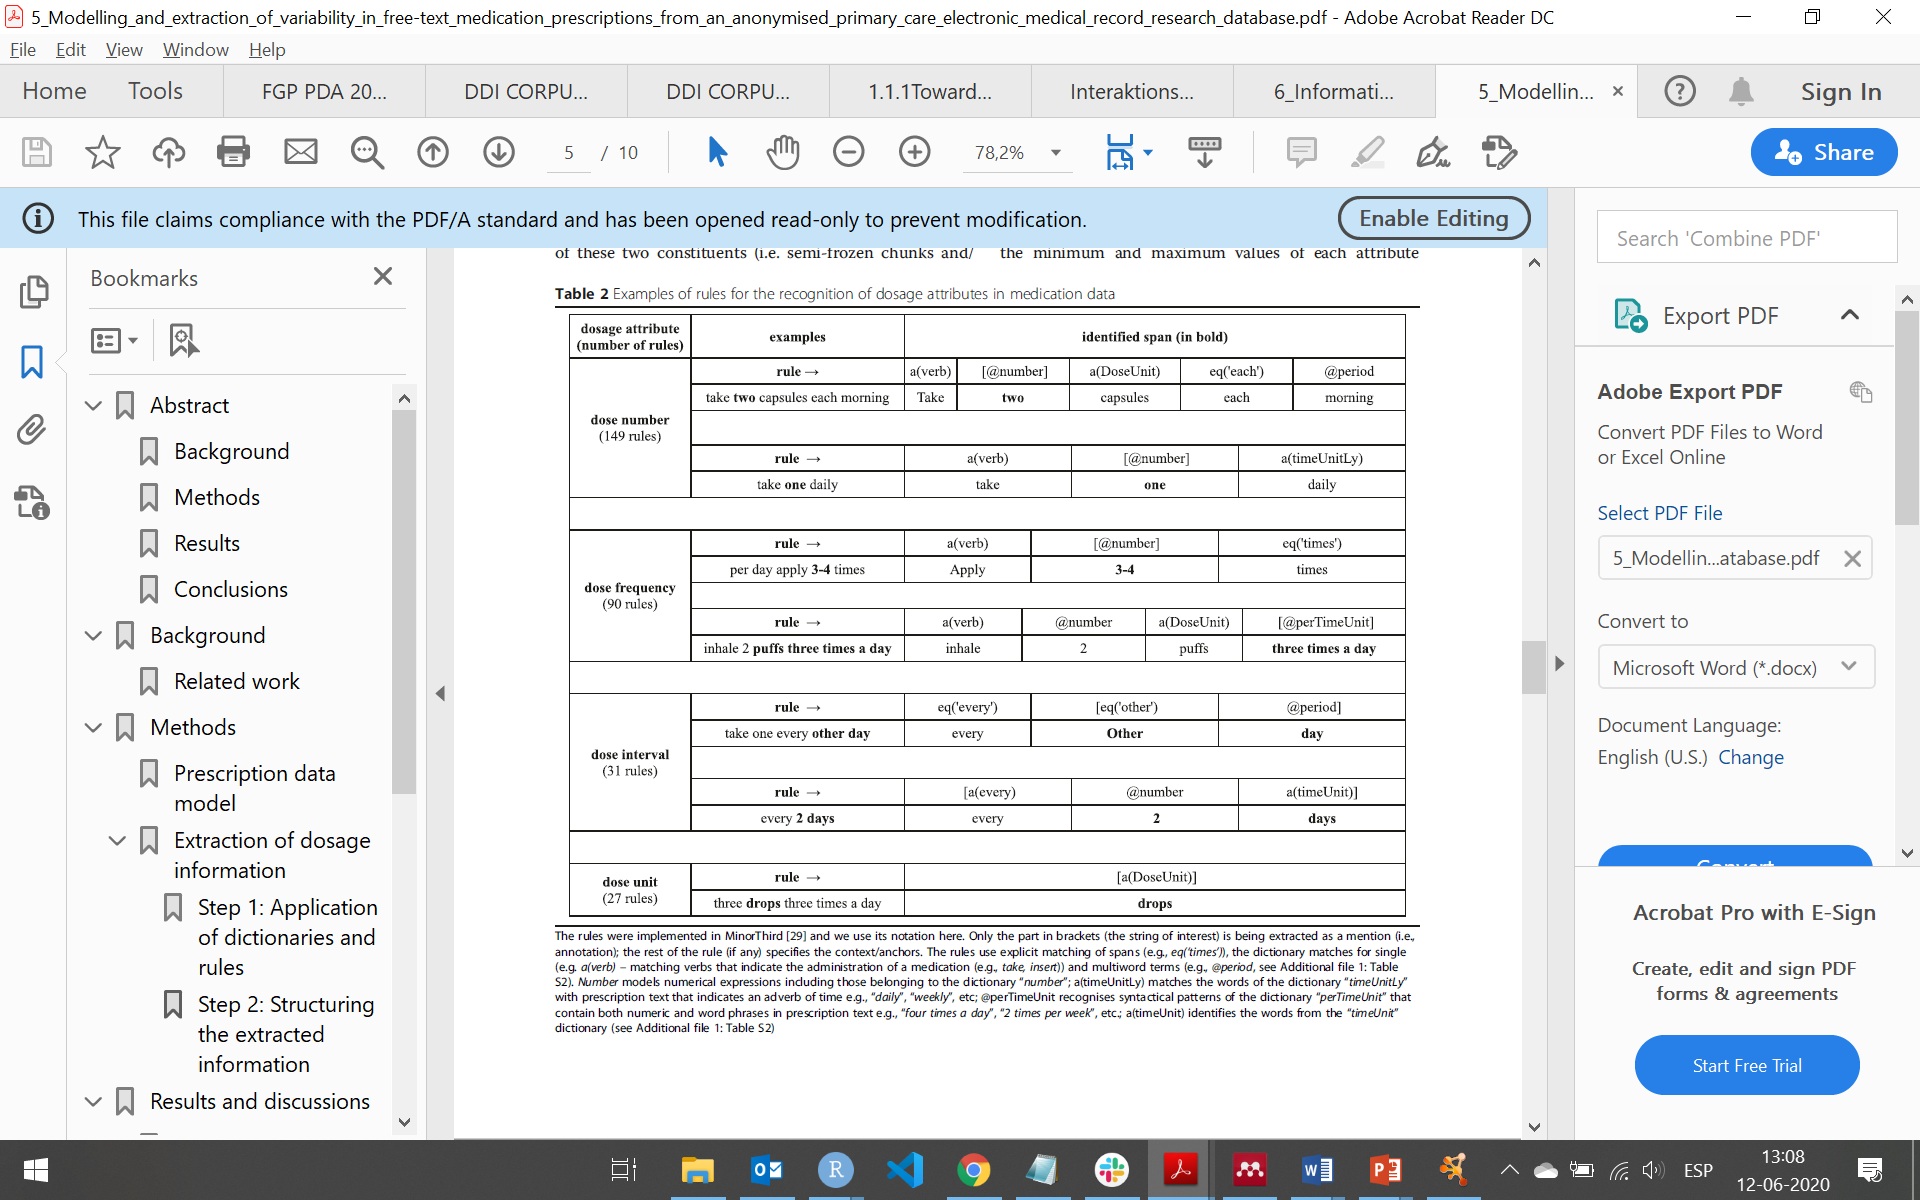 5_Modelling_and_extraction_of_variability_in_free-text_medication_prescriptions_from_an_anonymised_primary_care_electronic_medical_record_research_database.pdf - Adobe Acrobat Reader DC
File Edit View Window Help
Home Tools FGP PDA 20... DDI CORPU... DDI CORPU... 1.1.1Toward... Interaktions... 6_Informati... 5_Modellin... × Sign In
5 / 10 78,2% Share
This file claims compliance with the PDF/A standard and has been opened read-only to prevent modification. Enable Editing
Bookmarks
Abstract
Background
Methods
Results
Conclusions
Background
Related work
Methods
Prescription data
model
Extraction of dosage
information
Step 1: Application
of dictionaries and
rules
Step 2: Structuring
the extracted
information
Results and discussions
of these two constituents (i.e. semi-frozen chunks and/ the minimum and maximum values of each attribute
Table 2 Examples of rules for the recognition of dosage attributes in medication data
dosage attribute
(number of rules) examples identified span (in bold)
dose number
(149 rules)
rule → a(verb) [@number] a(DoseUnit) eq('each') @period
take two capsules each morning Take two capsules each morning
rule → a(verb) [@number] a(timeUnitLy)
take one daily take one daily
dose frequency
(90 rules)
rule → a(verb) [@number] eq('times')
per day apply 3-4 times Apply 3-4 times
rule → a(verb) @number a(DoseUnit) [@perTimeUnit]
inhale 2 puffs three times a day inhale 2 puffs three times a day
dose interval
(31 rules)
rule → eq('every') [eq('other') @period]
take one every other day every Other day
rule → [a(every) @number a(timeUnit)]
every 2 days every 2 days
dose unit
(27 rules)
rule → [a(DoseUnit)]
three drops three times a day drops
The rules were implemented in MinorThird [29] and we use its notation here. Only the part in brackets (the string of interest) is being extracted as a mention (i.e.,
annotation); the rest of the rule (if any) specifies the context/anchors. The rules use explicit matching of spans (e.g., eq('times')), the dictionary matches for single
(e.g. a(verb) – matching verbs that indicate the administration of a medication (e.g., take, insert)) and multiword terms (e.g., @period, see Additional file 1: Table
S2). Number models numerical expressions including those belonging to the dictionary "number"; a(timeUnitLy) matches the words of the dictionary "timeUnitLy"
with prescription text that indicates an adverb of time e.g., "daily", "weekly", etc; @perTimeUnit recognises syntactical patterns of the dictionary "perTimeUnit" that
contain both numeric and word phrases in prescription text e.g., "four times a day", "2 times per week", etc.; a(timeUnit) identifies the words from the "timeUnit"
dictionary (see Additional file 1: Table S2)
Search 'Combine PDF'
Export PDF
Adobe Export PDF
Convert PDF Files to Word
or Excel Online
Select PDF File
5_Modellin...atabase.pdf
Convert to
Microsoft Word (*.docx)
Document Language:
English (U.S.) Change
Convert
Acrobat Pro with E-Sign
Create, edit and sign PDF
forms & agreements
Start Free Trial
ESP
13:08
12-06-2020